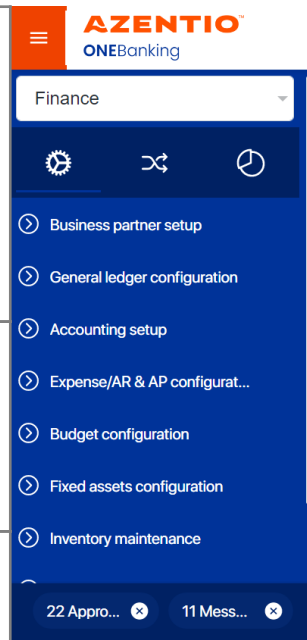 AZENTIO™
ONEBanking
Finance
Business partner setup
General ledger configuration
Accounting setup
Expense/AR & AP configurat...
Budget configuration
Fixed assets configuration
Inventory maintenance
22 Appro...
11 Mess...